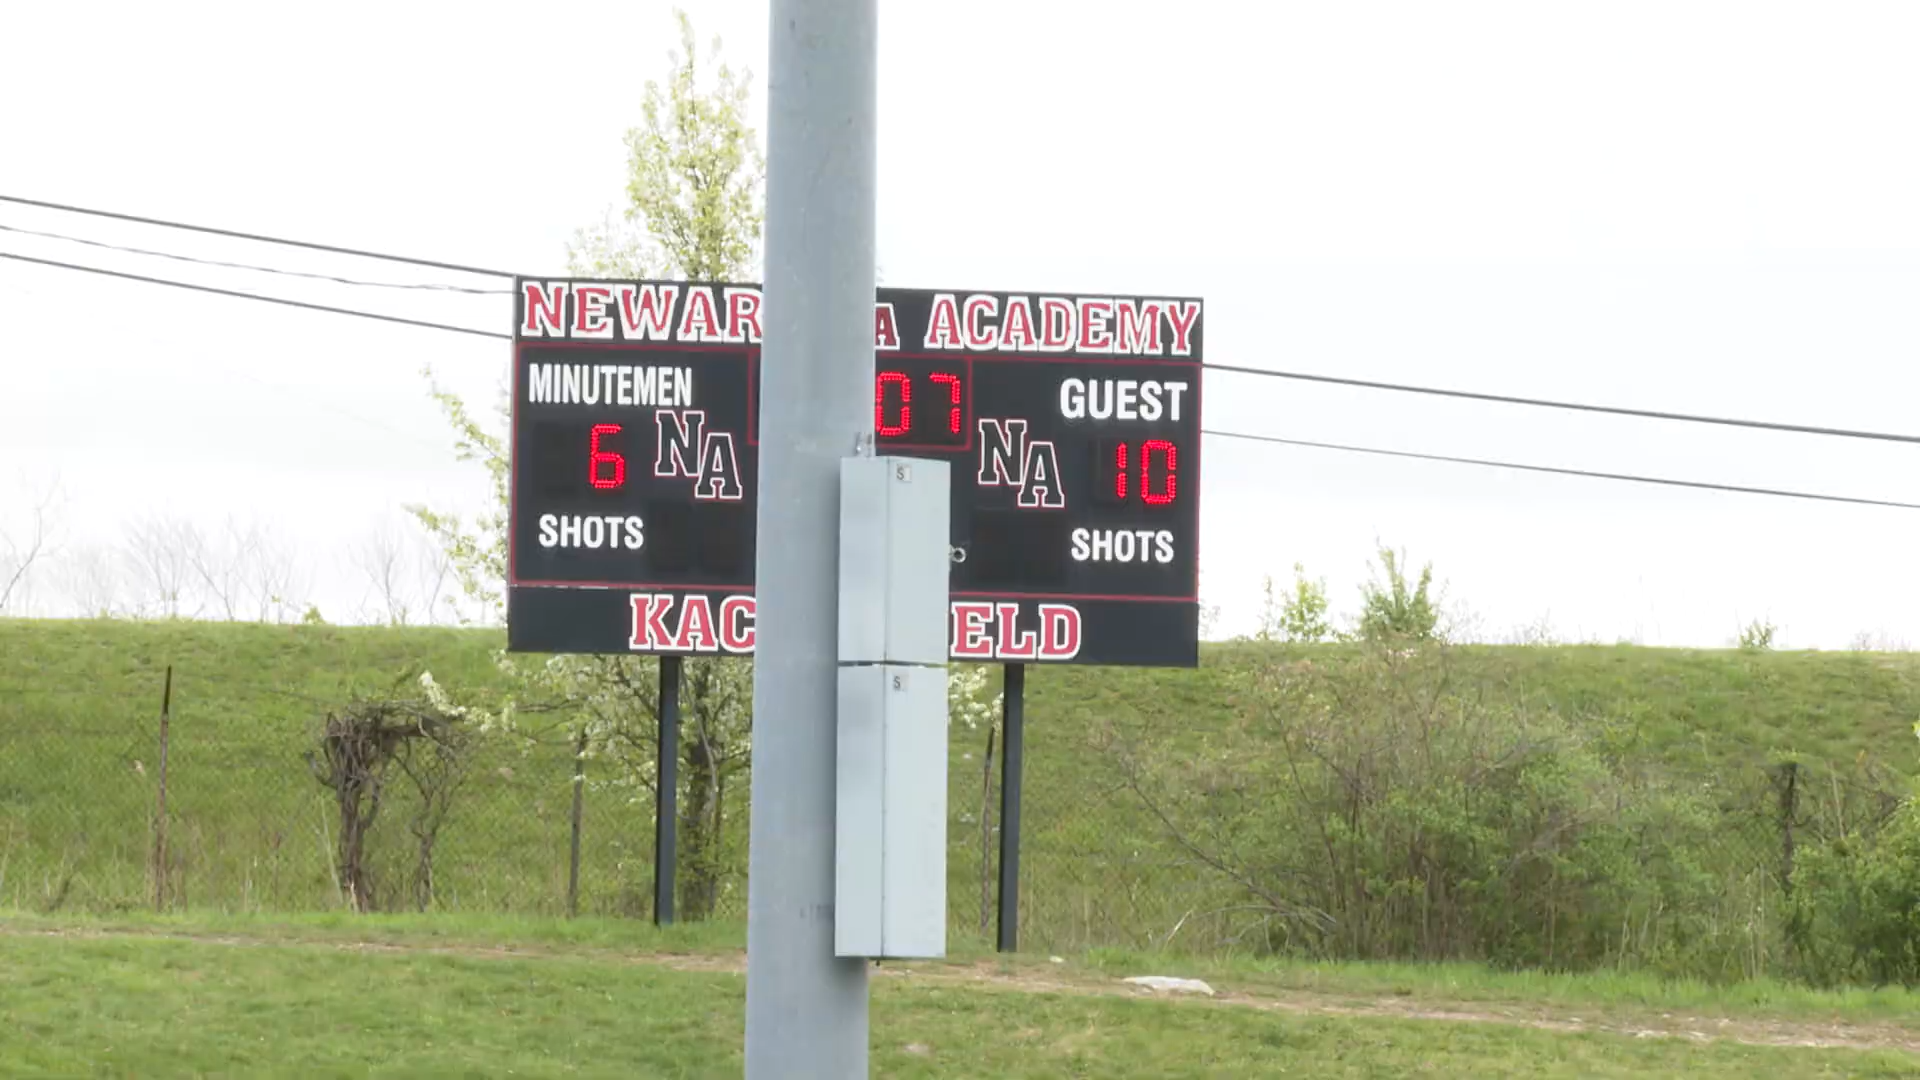 NEWAR A ACADEMY
MINUTEMEN 07 GUEST
6 NA NA 10
SHOTS SHOTS
KAC ELD
S
S